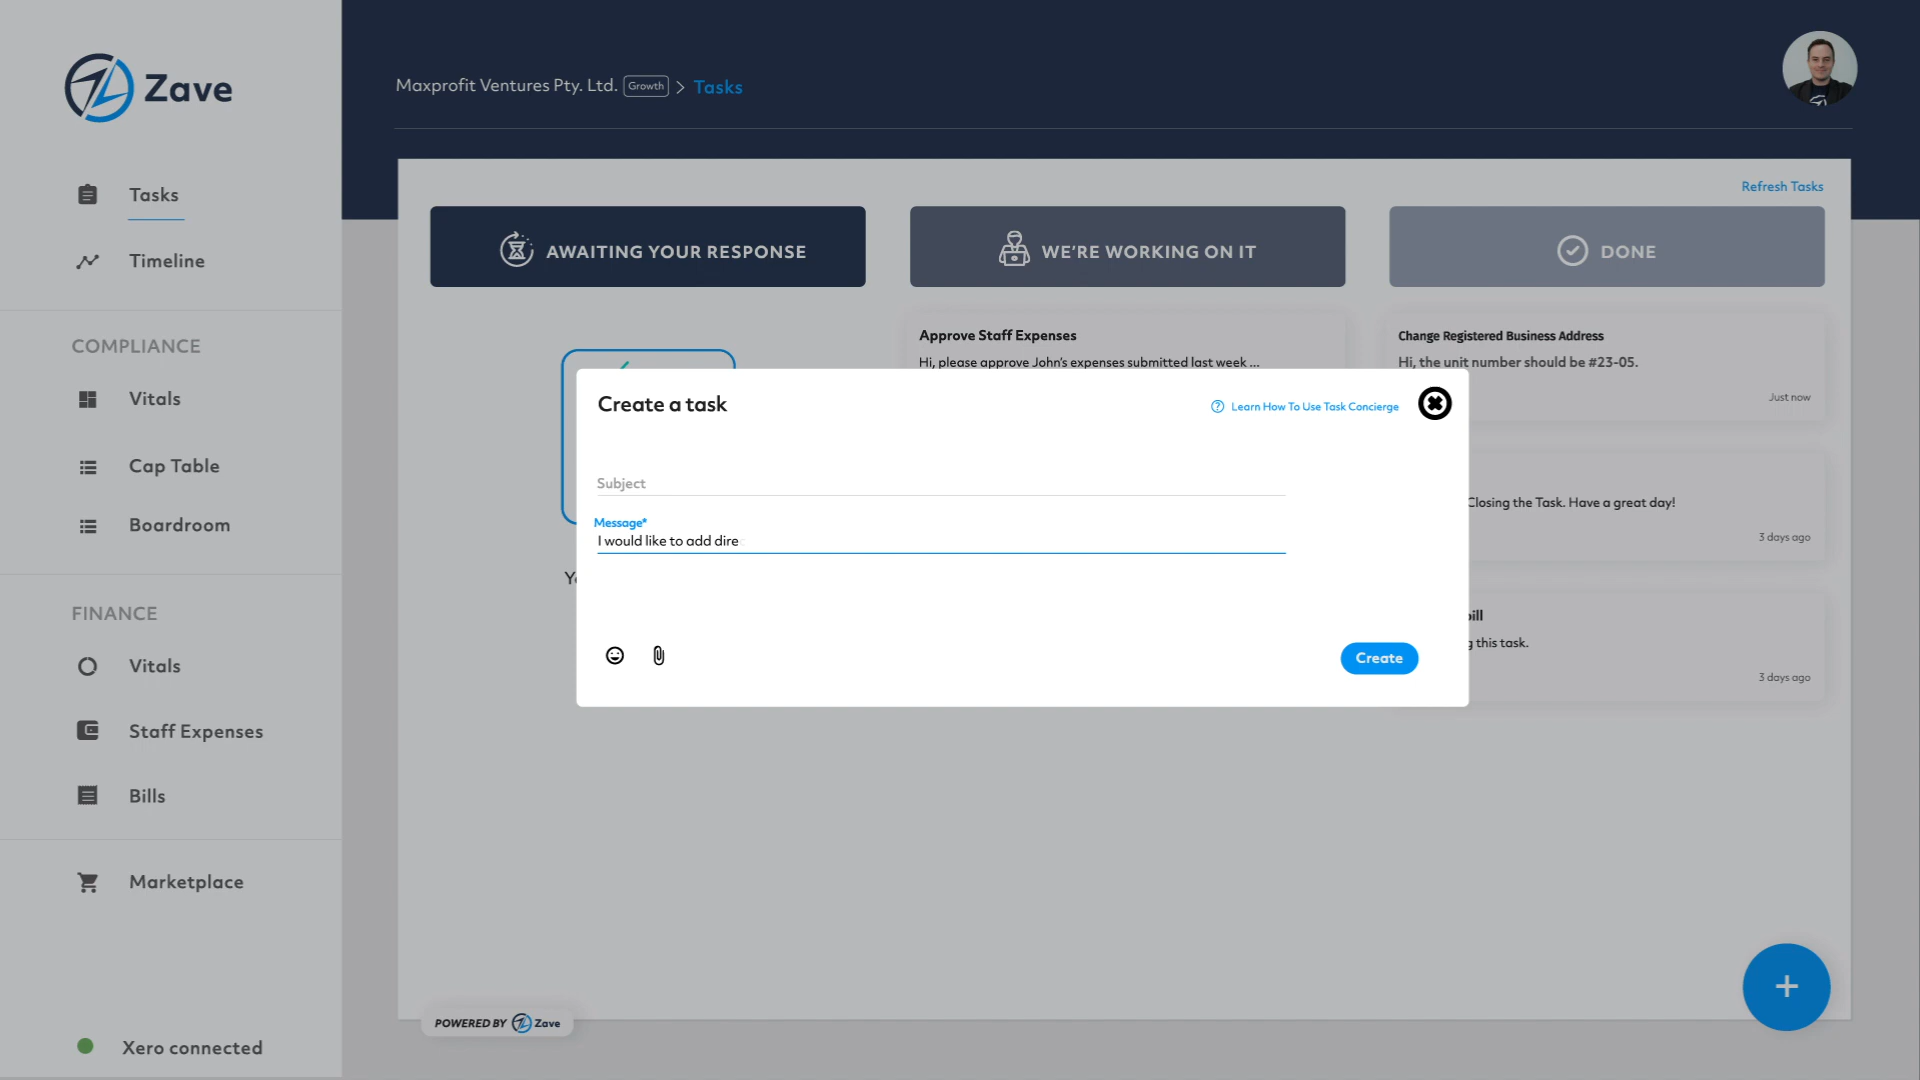 Zave
Tasks
Timeline
COMPLIANCE
Vitals
Cap Table
Boardroom
FINANCE
Vitals
Staff Expenses
Bills
Marketplace
Xero connected
Maxprofit Ventures Pty. Ltd. Growth > Tasks
Refresh Tasks
AWAITING YOUR RESPONSE
WE'RE WORKING ON IT
DONE
Approve Staff Expenses
Hi, please approve John's expenses submitted last week ...
Change Registered Business Address
Hi, the unit number should be #23-05.
Just now
Closing the Task. Have a great day!
3 days ago
this task.
3 days ago
Create a task
Learn How To Use Task Concierge
Subject
Message*
I would like to add dire
Create
POWERED BY Zave